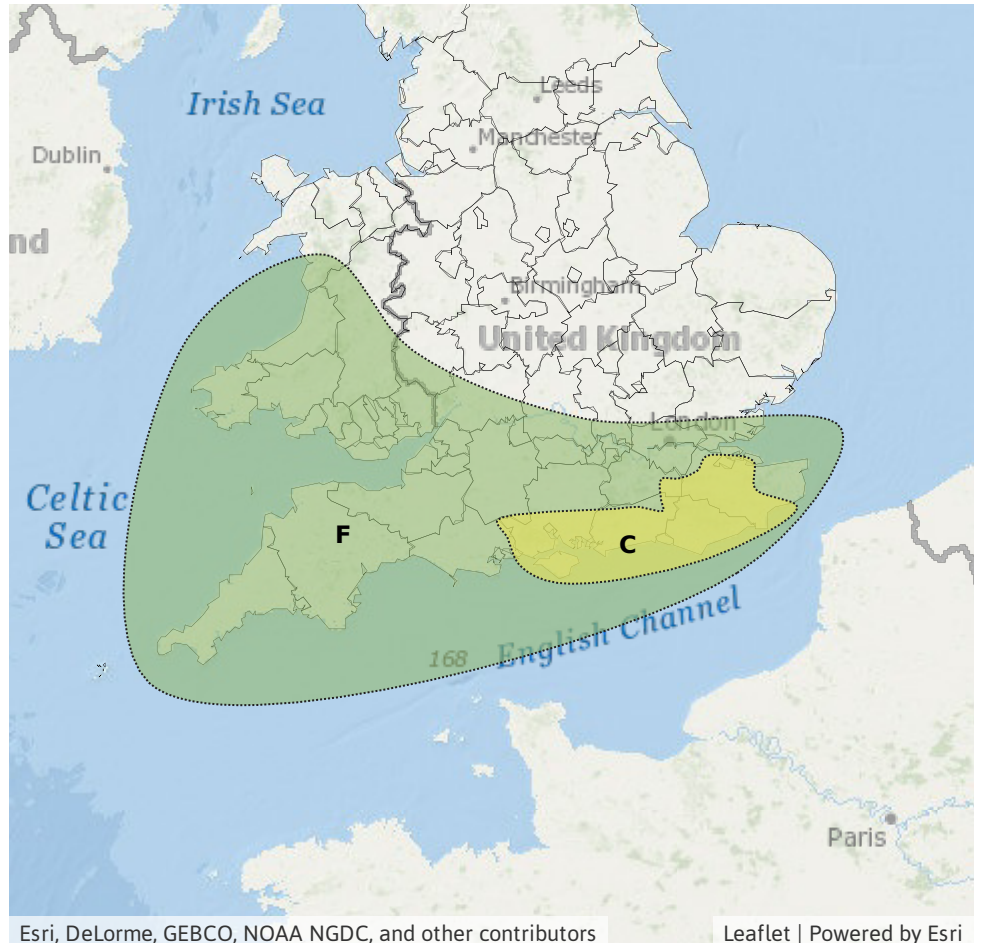 Leeds
Irish Sea
Manchester
Dublin
nd
Birmingham
United Kingdom
London
Celtic
Sea
F
C
English Channel
168
Paris
Esri, DeLorme, GEBCO, NOAA NGDC, and other contributors
Leaflet | Powered by Esri